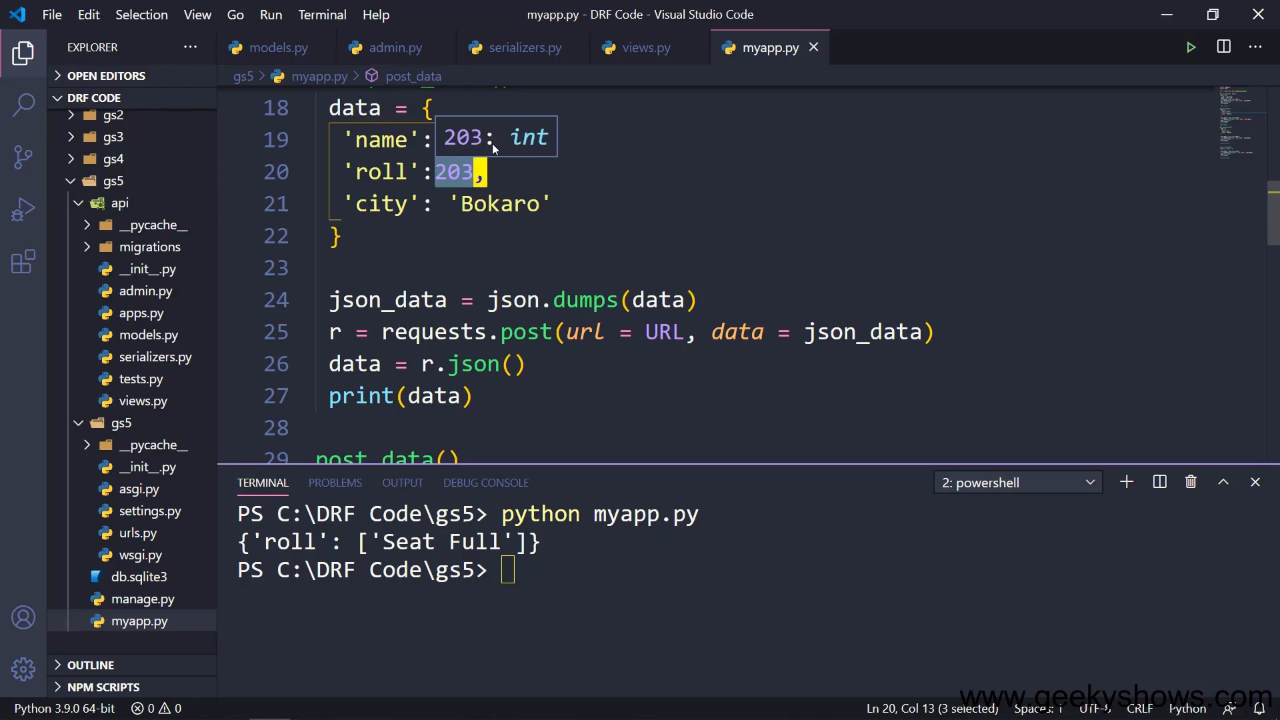 File Edit Selection View Go Run Terminal Help
myapp.py - DRF Code - Visual Studio Code
EXPLORER
models.py admin.py serializers.py views.py myapp.py
OPEN EDITORS
gs5 > myapp.py > post_data
DRF CODE
gs2
gs3
gs4
gs5
api
__pycache__
migrations
__init__.py
admin.py
apps.py
models.py
serializers.py
tests.py
views.py
gs5
__pycache__
__init__.py
asgi.py
settings.py
urls.py
wsgi.py
db.sqlite3
manage.py
myapp.py
OUTLINE
NPM SCRIPTS
18 data = {
203: int
19 'name':
20 'roll':203,
21 'city': 'Bokaro'
22 }
23
24 json_data = json.dumps(data)
25 r = requests.post(url = URL, data = json_data)
26 data = r.json()
27 print(data)
28
29 post_data()
TERMINAL PROBLEMS OUTPUT DEBUG CONSOLE 2: powershell
PS C:\DRF Code\gs5> python myapp.py
{'roll': ['Seat Full']}
PS C:\DRF Code\gs5>
www.geekyshows.com
Python 3.9.0 64-bit 0 0 Ln 20, Col 13 (3 selected) Spaces: 1 UTF-8 CRLF Python